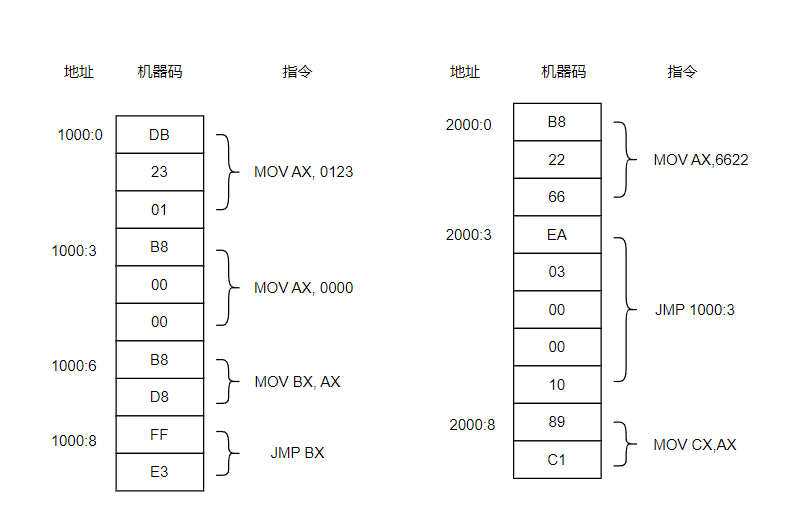 地址 机器码 指令
1000:0 DB
23 MOV AX, 0123
01
1000:3 B8
00 MOV AX, 0000
00
1000:6 B8
D8 MOV BX, AX
1000:8 FF
E3 JMP BX
地址 机器码 指令
2000:0 B8
22 MOV AX,6622
66
2000:3 EA
03
00 JMP 1000:3
00
10
2000:8 89
C1 MOV CX,AX